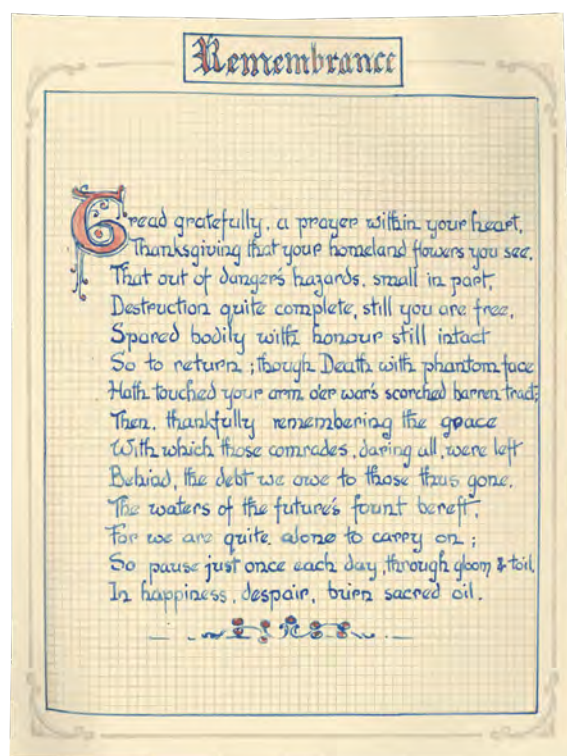 Remembrance
Tread gratefully, a prayer within your heart,
Thanksgiving that your homeland flowers you see,
That out of danger's hazards, small in part,
Destruction quite complete, still you are free,
Spared bodily with honour still intact
So to return ; though Death with phantom face
Hath touched your arm o'er war's scorched barren tract;
Then, thankfully remembering the grace
With which those comrades, daring all, were left
Behind, the debt we owe to those thus gone.
The waters of the future's fount bereft,
For we are quite alone to carry on ;
So pause just once each day, through gloom & toil,
In happiness, despair, burn sacred oil.